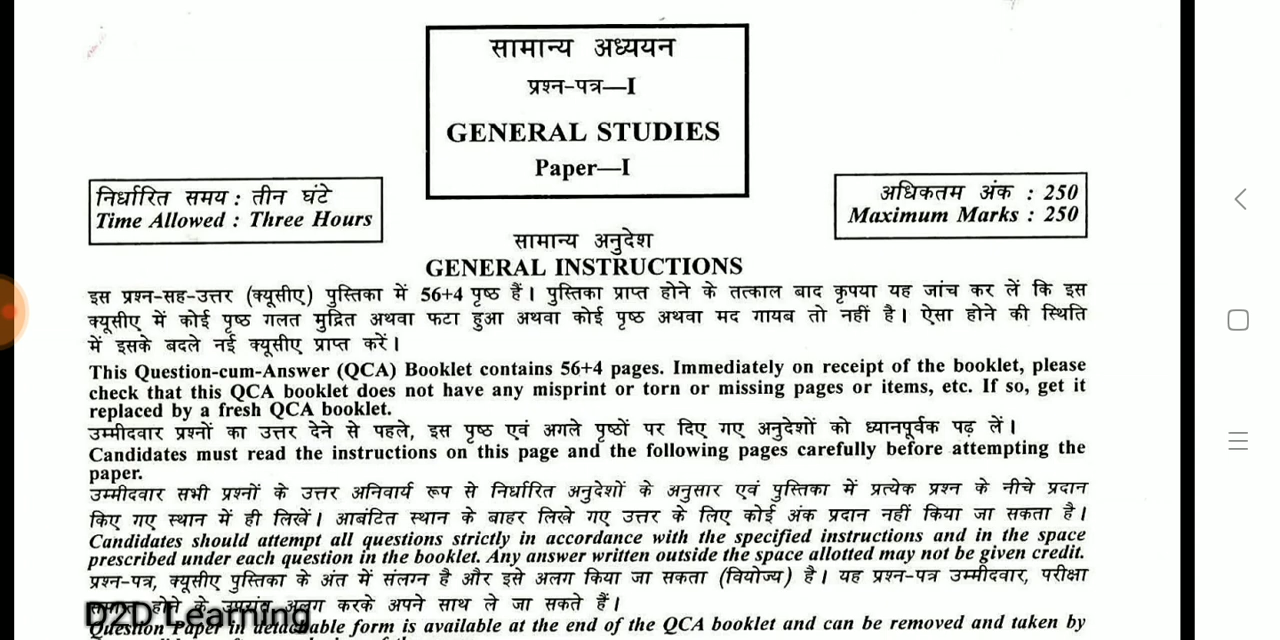 सामान्य अध्ययन
प्रश्न-पत्र—I
GENERAL STUDIES
Paper—I
निर्धारित समय : तीन घंटे
Time Allowed : Three Hours
अधिकतम अंक : 250
Maximum Marks : 250
सामान्य अनुदेश
GENERAL INSTRUCTIONS
इस प्रश्न-सह-उत्तर (क्यूसीए) पुस्तिका में 56+4 पृष्ठ हैं। पुस्तिका प्राप्त होने के तत्काल बाद कृपया यह जांच कर लें कि इस
क्यूसीए में कोई पृष्ठ गलत मुद्रित अथवा फटा हुआ अथवा कोई पृष्ठ अथवा मद गायब तो नहीं है। ऐसा होने की स्थिति
में इसके बदले नई क्यूसीए प्राप्त करें।
This Question-cum-Answer (QCA) Booklet contains 56+4 pages. Immediately on receipt of the booklet, please
check that this QCA booklet does not have any misprint or torn or missing pages or items, etc. If so, get it
replaced by a fresh QCA booklet.
उम्मीदवार प्रश्नों का उत्तर देने से पहले, इस पृष्ठ एवं अगले पृष्ठों पर दिए गए अनुदेशों को ध्यानपूर्वक पढ़ लें।
Candidates must read the instructions on this page and the following pages carefully before attempting the
paper.
उम्मीदवार सभी प्रश्नों के उत्तर अनिवार्य रूप से निर्धारित अनुदेशों के अनुसार एवं पुस्तिका में प्रत्येक प्रश्न के नीचे प्रदान
किए गए स्थान में ही लिखें। आबंटित स्थान के बाहर लिखे गए उत्तर के लिए कोई अंक प्रदान नहीं किया जा सकता है।
Candidates should attempt all questions strictly in accordance with the specified instructions and in the space
prescribed under each question in the booklet. Any answer written outside the space allotted may not be given credit.
प्रश्न-पत्र, क्यूसीए पुस्तिका के अंत में संलग्न है और इसे अलग किया जा सकता (वियोज्य) है। यह प्रश्न-पत्र उम्मीदवार, परीक्षा
समाप्त होने के उपरांत अलग करके अपने साथ ले जा सकते हैं।
D2D Learning
Question Paper in detachable form is available at the end of the QCA booklet and can be removed and taken by